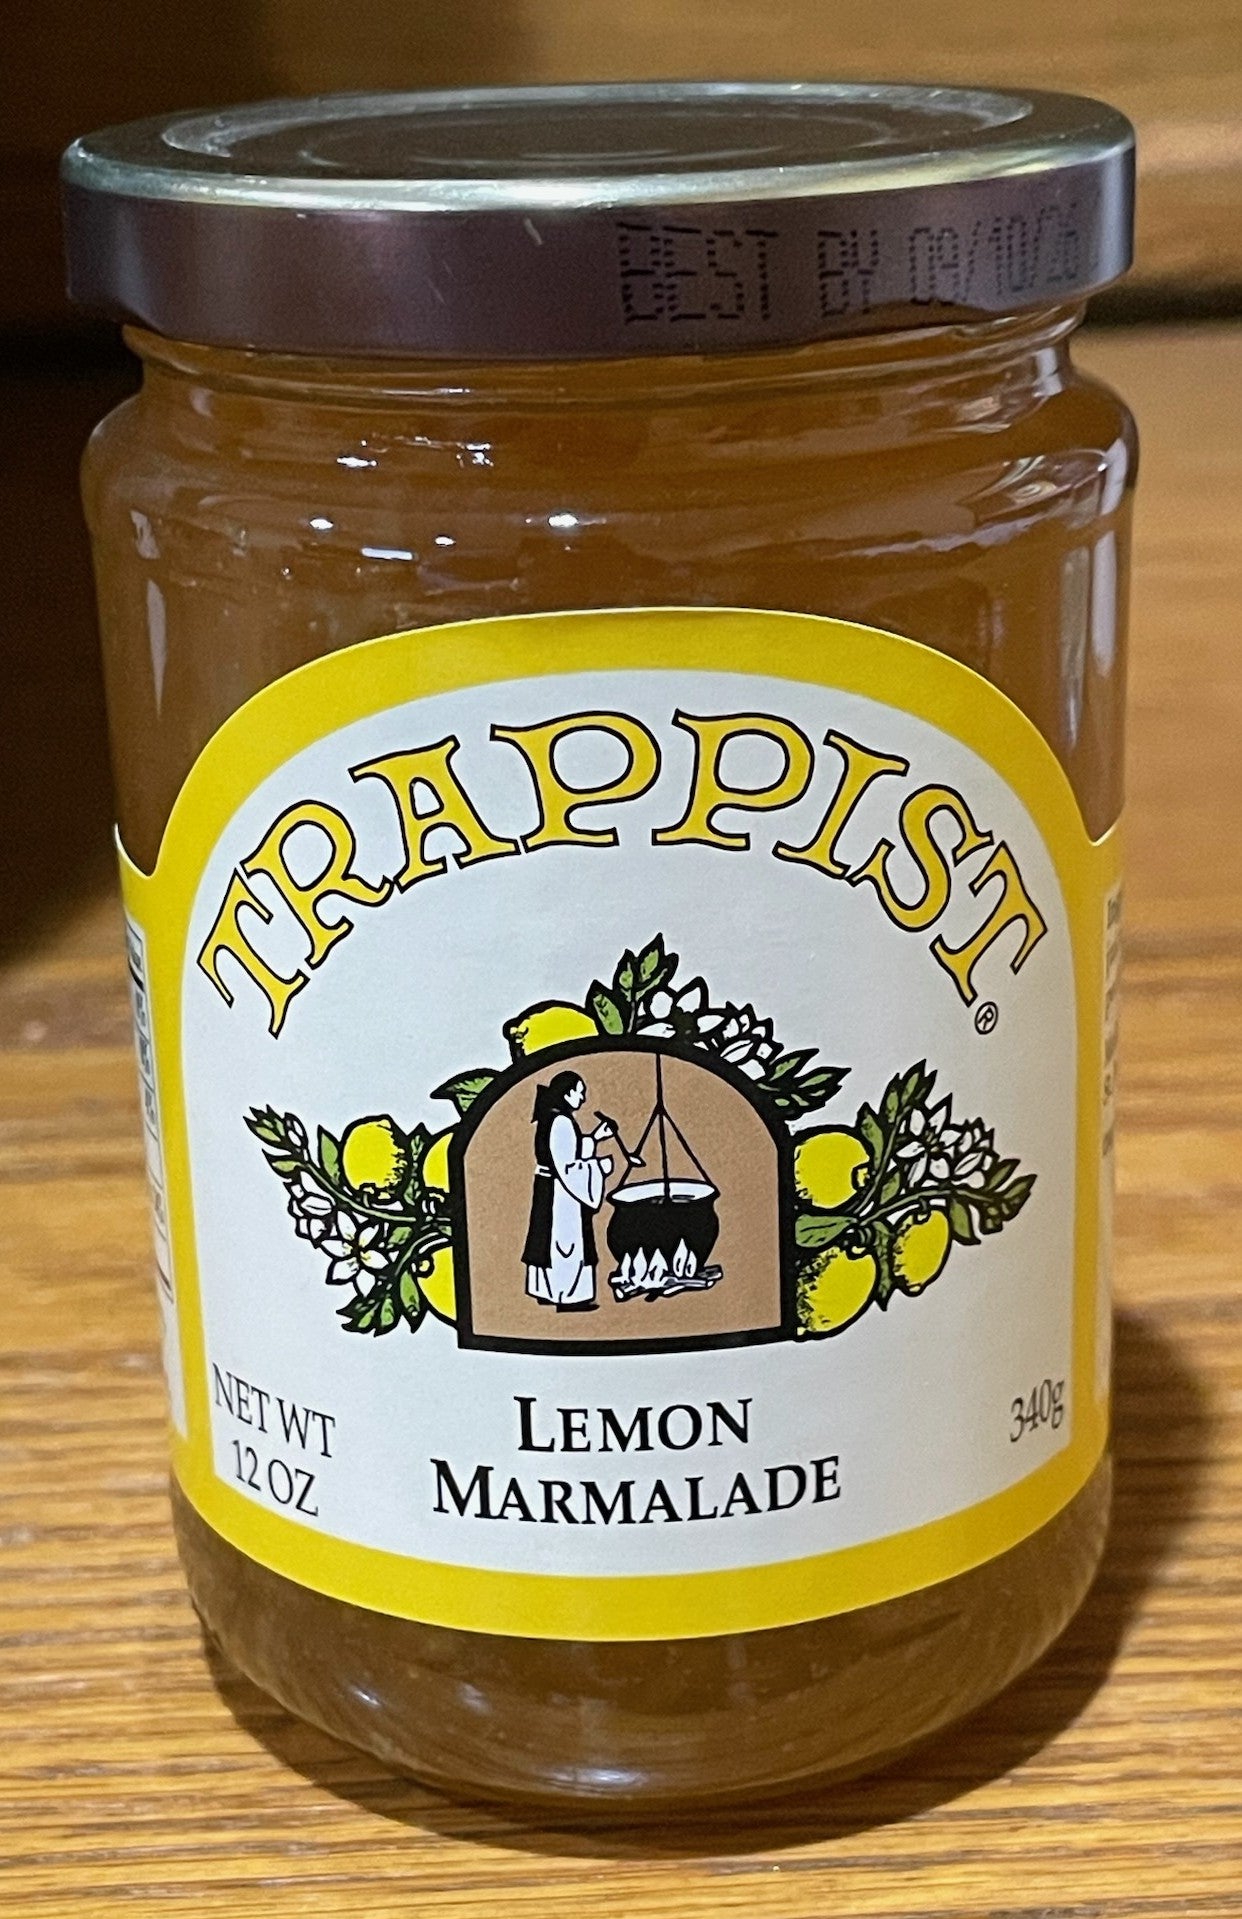 BEST BY 09/10/26
TRAPPIST®
NET WT
12 OZ
LEMON
MARMALADE
340g